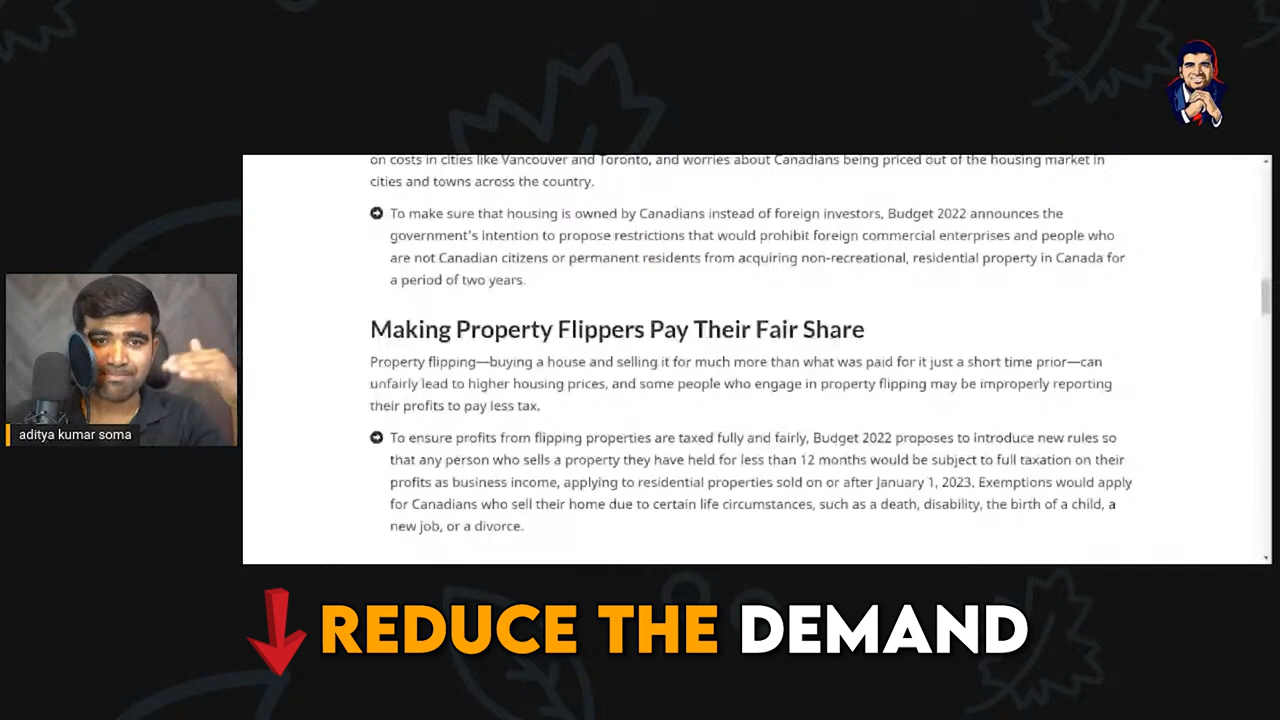 on costs in cities like Vancouver and Toronto, and worries about Canadians being priced out of the housing market in
cities and towns across the country.
To make sure that housing is owned by Canadians instead of foreign investors, Budget 2022 announces the
government's intention to propose restrictions that would prohibit foreign commercial enterprises and people who
are not Canadian citizens or permanent residents from acquiring non-recreational, residential property in Canada for
a period of two years.
Making Property Flippers Pay Their Fair Share
Property flipping—buying a house and selling it for much more than what was paid for it just a short time prior—can
unfairly lead to higher housing prices, and some people who engage in property flipping may be improperly reporting
their profits to pay less tax.
To ensure profits from flipping properties are taxed fully and fairly, Budget 2022 proposes to introduce new rules so
that any person who sells a property they have held for less than 12 months would be subject to full taxation on their
profits as business income, applying to residential properties sold on or after January 1, 2023. Exemptions would apply
for Canadians who sell their home due to certain life circumstances, such as a death, disability, the birth of a child, a
new job, or a divorce.
aditya kumar soma
REDUCE THE DEMAND